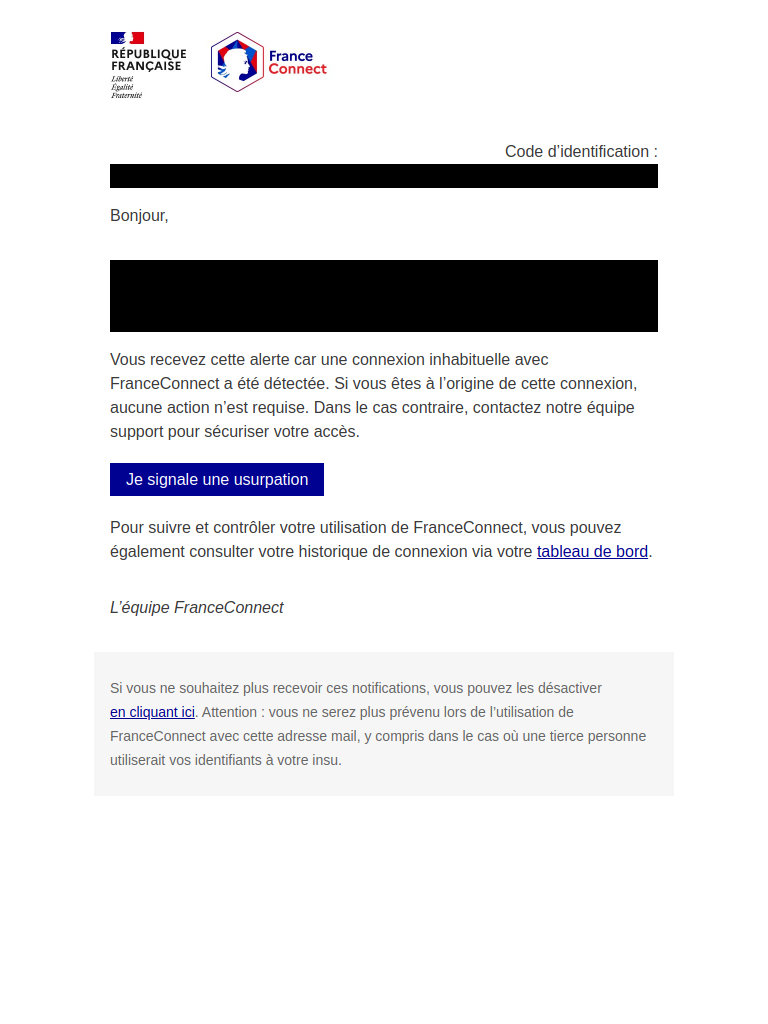 RÉPUBLIQUE
FRANÇAISE
Liberté
Égalité
Fraternité
France
Connect
Code d’identification :
Bonjour,
Vous recevez cette alerte car une connexion inhabituelle avec
FranceConnect a été détectée. Si vous êtes à l’origine de cette connexion,
aucune action n’est requise. Dans le cas contraire, contactez notre équipe
support pour sécuriser votre accès.
Je signale une usurpation
Pour suivre et contrôler votre utilisation de FranceConnect, vous pouvez
également consulter votre historique de connexion via votre tableau de bord.
L’équipe FranceConnect
Si vous ne souhaitez plus recevoir ces notifications, vous pouvez les désactiver
en cliquant ici. Attention : vous ne serez plus prévenu lors de l’utilisation de
FranceConnect avec cette adresse mail, y compris dans le cas où une tierce personne
utiliserait vos identifiants à votre insu.